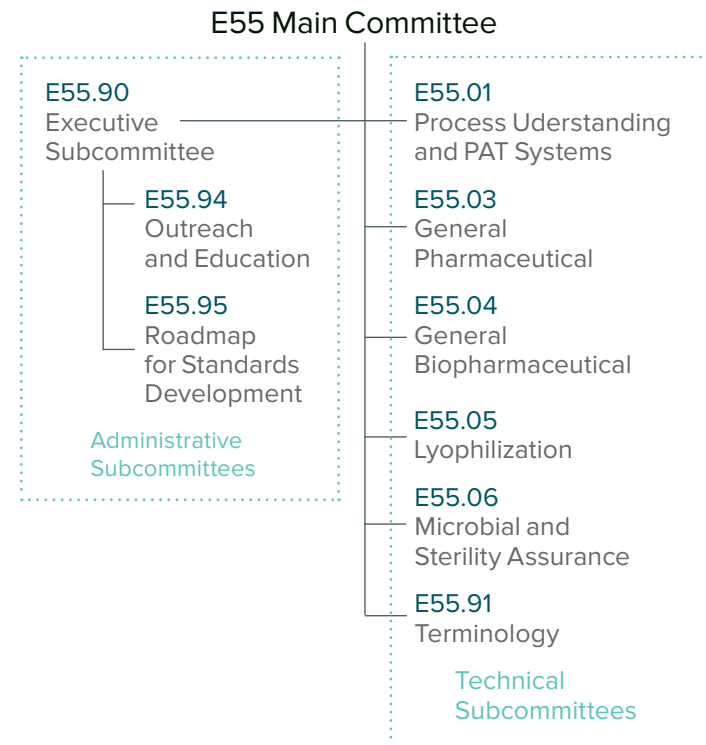 E55 Main Committee
E55.90
Executive
Subcommittee
E55.94
Outreach
and Education
E55.95
Roadmap
for Standards
Development
Administrative
Subcommittees
E55.01
Process Uderstanding
and PAT Systems
E55.03
General
Pharmaceutical
E55.04
General
Biopharmaceutical
E55.05
Lyophilization
E55.06
Microbial and
Sterility Assurance
E55.91
Terminology
Technical
Subcommittees